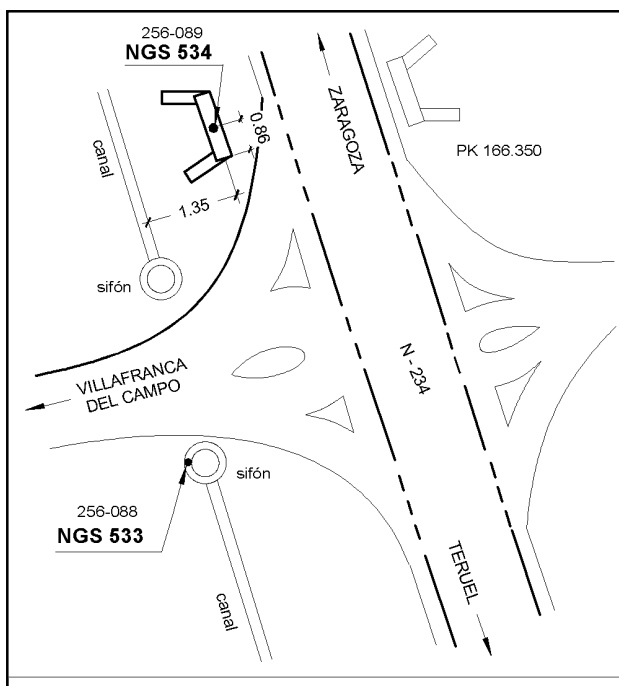 256-089
NGS 534
ZARAGOZA
0.86
canal
PK 166.350
1.35
sifón
N - 234
VILLAFRANCA
DEL CAMPO
sifón
256-088
NGS 533
TERUEL
canal